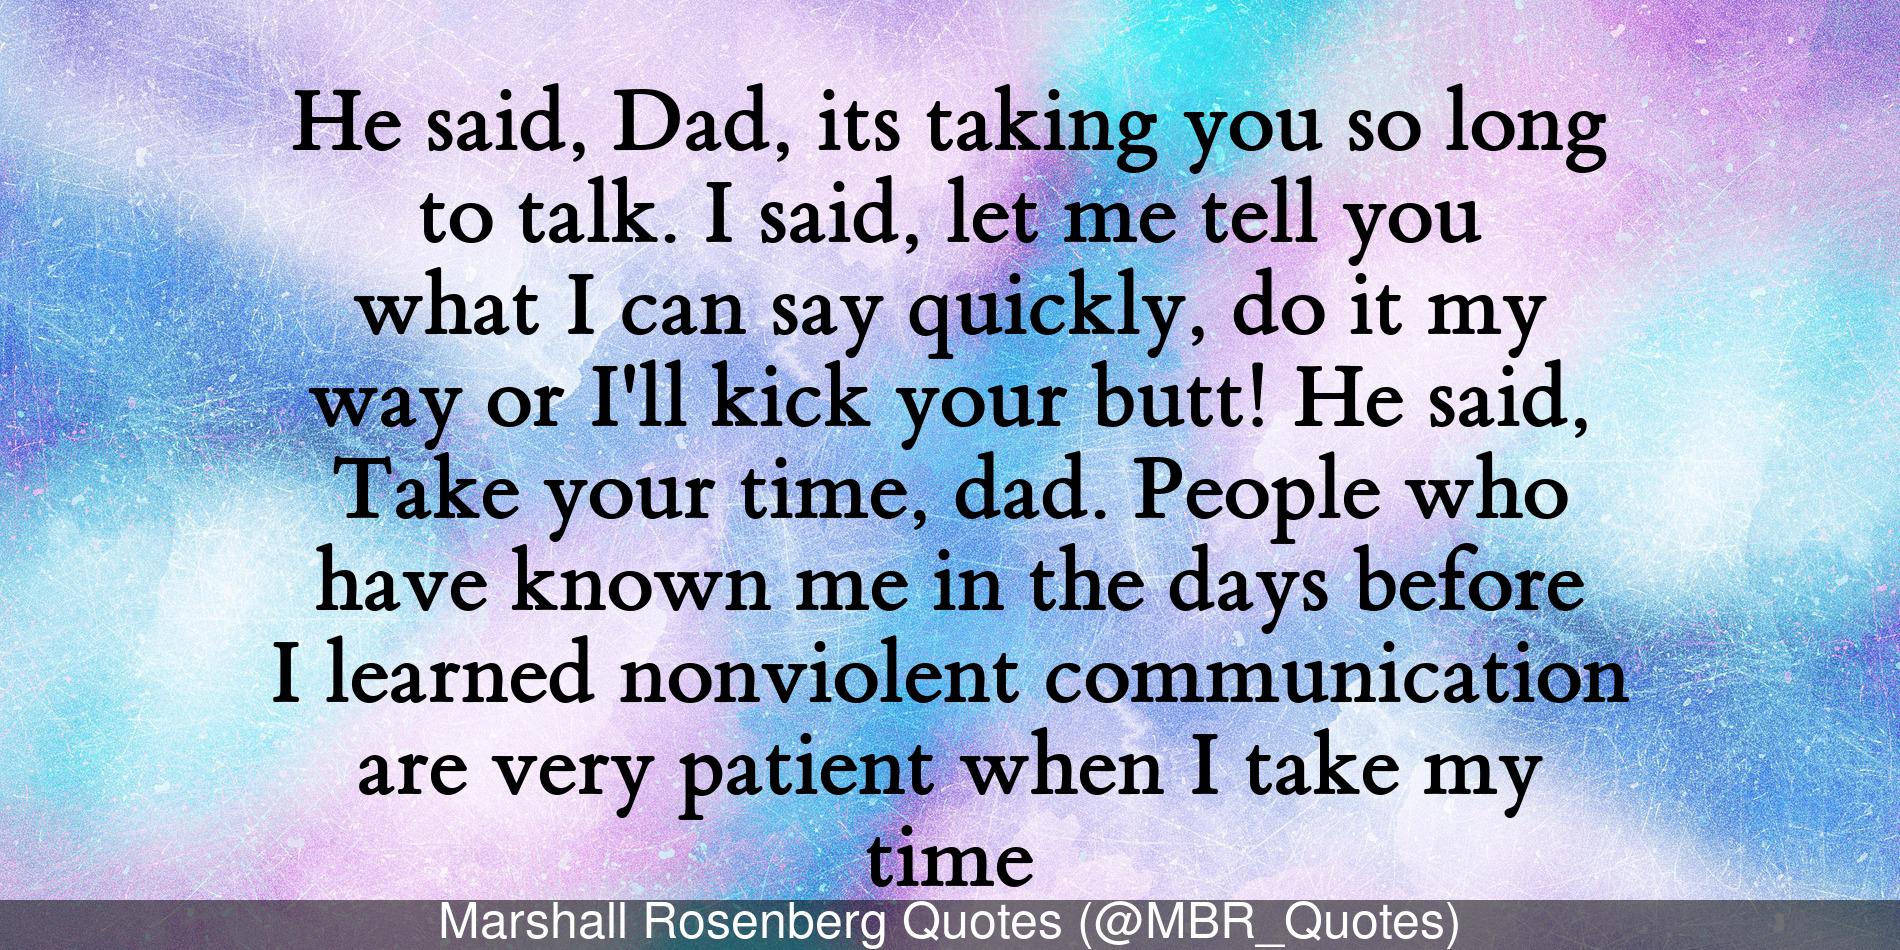 He said, Dad, its taking you so long
to talk. I said, let me tell you
what I can say quickly, do it my
way or I'll kick your butt! He said,
Take your time, dad. People who
have known me in the days before
I learned nonviolent communication
are very patient when I take my
time
Marshall Rosenberg Quotes (@MBR_Quotes)